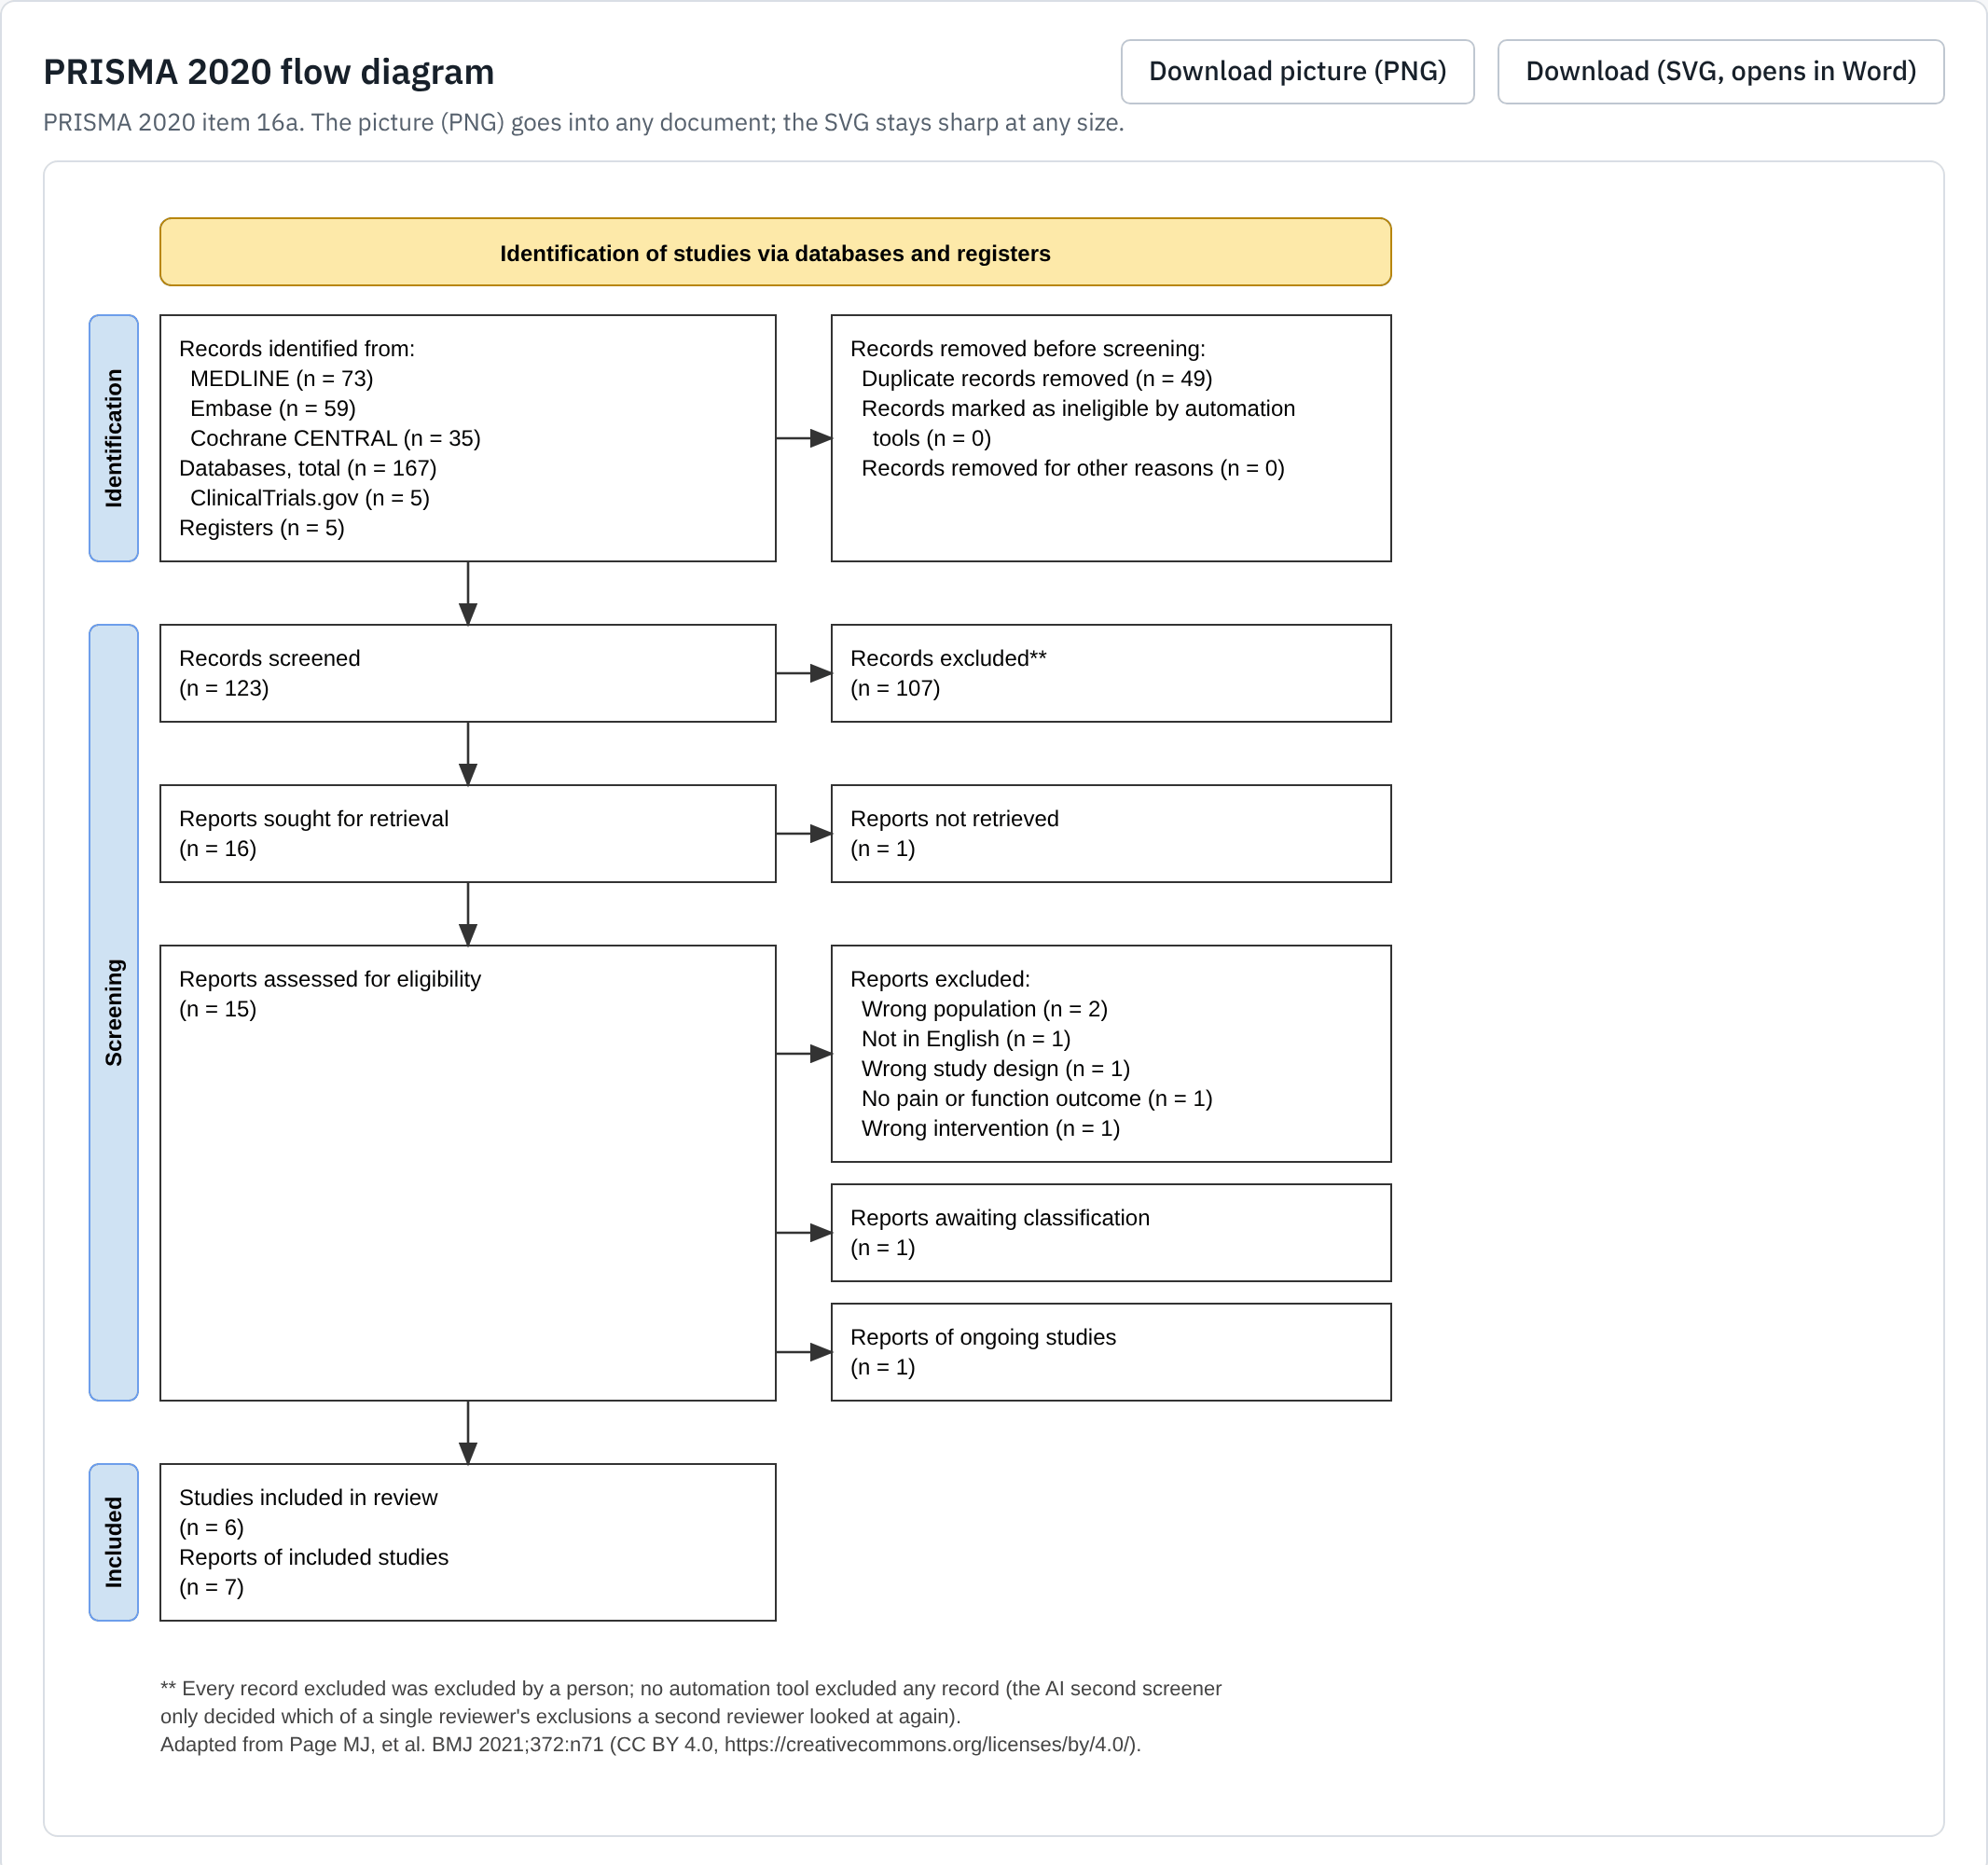 PRISMA 2020 flow diagram
Download picture (PNG)
Download (SVG, opens in Word)
PRISMA 2020 item 16a. The picture (PNG) goes into any document; the SVG stays sharp at any size.
Identification of studies via databases and registers
Identification
Records identified from:
MEDLINE (n = 73)
Embase (n = 59)
Cochrane CENTRAL (n = 35)
Databases, total (n = 167)
ClinicalTrials.gov (n = 5)
Registers (n = 5)
Records removed before screening:
Duplicate records removed (n = 49)
Records marked as ineligible by automation
tools (n = 0)
Records removed for other reasons (n = 0)
Screening
Records screened
(n = 123)
Records excluded**
(n = 107)
Reports sought for retrieval
(n = 16)
Reports not retrieved
(n = 1)
Reports assessed for eligibility
(n = 15)
Reports excluded:
Wrong population (n = 2)
Not in English (n = 1)
Wrong study design (n = 1)
No pain or function outcome (n = 1)
Wrong intervention (n = 1)
Reports awaiting classification
(n = 1)
Reports of ongoing studies
(n = 1)
Included
Studies included in review
(n = 6)
Reports of included studies
(n = 7)
** Every record excluded was excluded by a person; no automation tool excluded any record (the AI second screener
only decided which of a single reviewer's exclusions a second reviewer looked at again).
Adapted from Page MJ, et al. BMJ 2021;372:n71 (CC BY 4.0, https://creativecommons.org/licenses/by/4.0/).